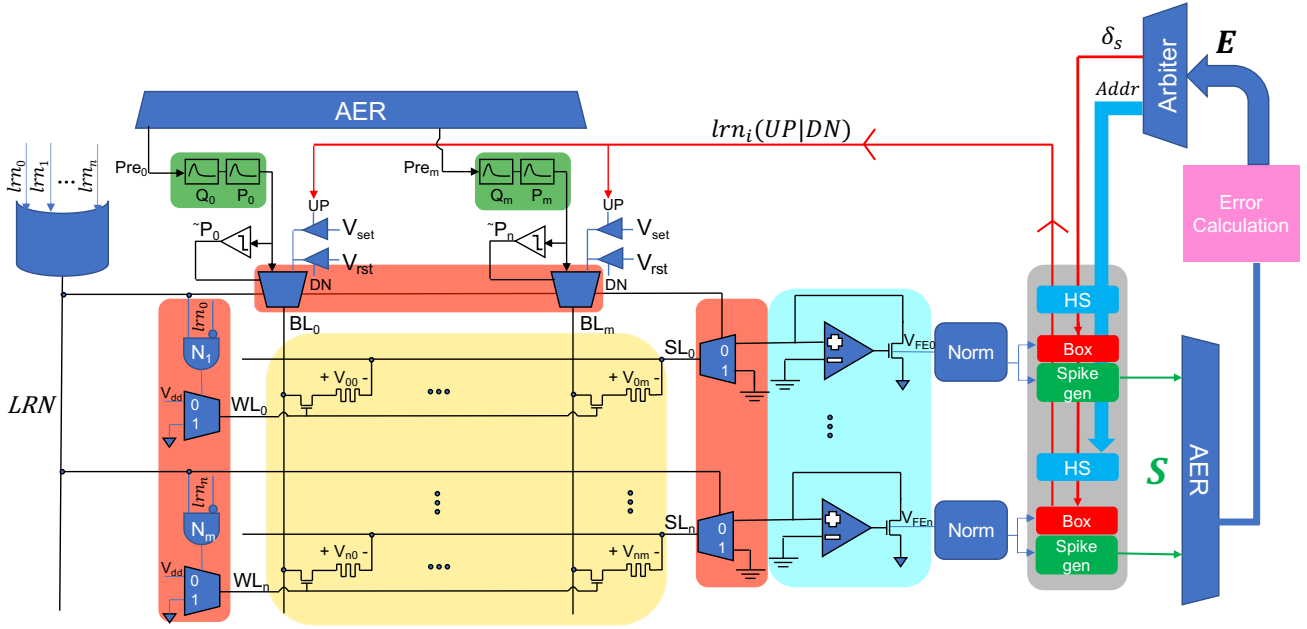 δs
E
Arbiter
Addr
AER
lrni(UP|DN)
lrn0
lrn1
...
lrnn
Pre0
Q0
P0
Prem
Qm
Pm
Error
Calculation
UP
UP
~P0
Vset
~Pn
Vset
Vrst
Vrst
DN
DN
HS
lrn0
BL0
BLm
N1
SL0
0
1
VFE0
Norm
Box
Spike
gen
+ V00 -
+ V0m -
LRN
Vdd
0
1
WL0
HS
S
AER
lrnn
Nm
SLn
0
1
VFEn
Norm
Box
Spike
gen
+ Vn0 -
+ Vnm -
Vdd
0
1
WLn